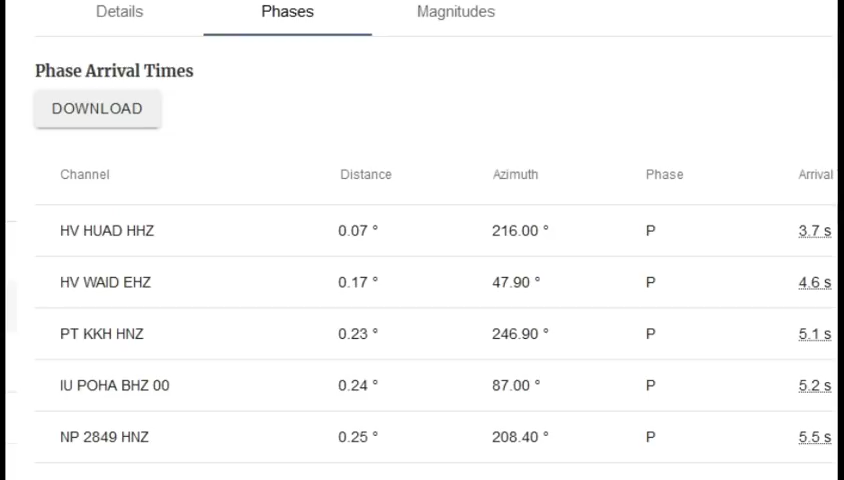 Details Phases Magnitudes
Phase Arrival Times
DOWNLOAD
Channel Distance Azimuth Phase Arrival
HV HUAD HHZ 0.07 ° 216.00 ° P 3.7 s
HV WAID EHZ 0.17 ° 47.90 ° P 4.6 s
PT KKH HNZ 0.23 ° 246.90 ° P 5.1 s
IU POHA BHZ 00 0.24 ° 87.00 ° P 5.2 s
NP 2849 HNZ 0.25 ° 208.40 ° P 5.5 s